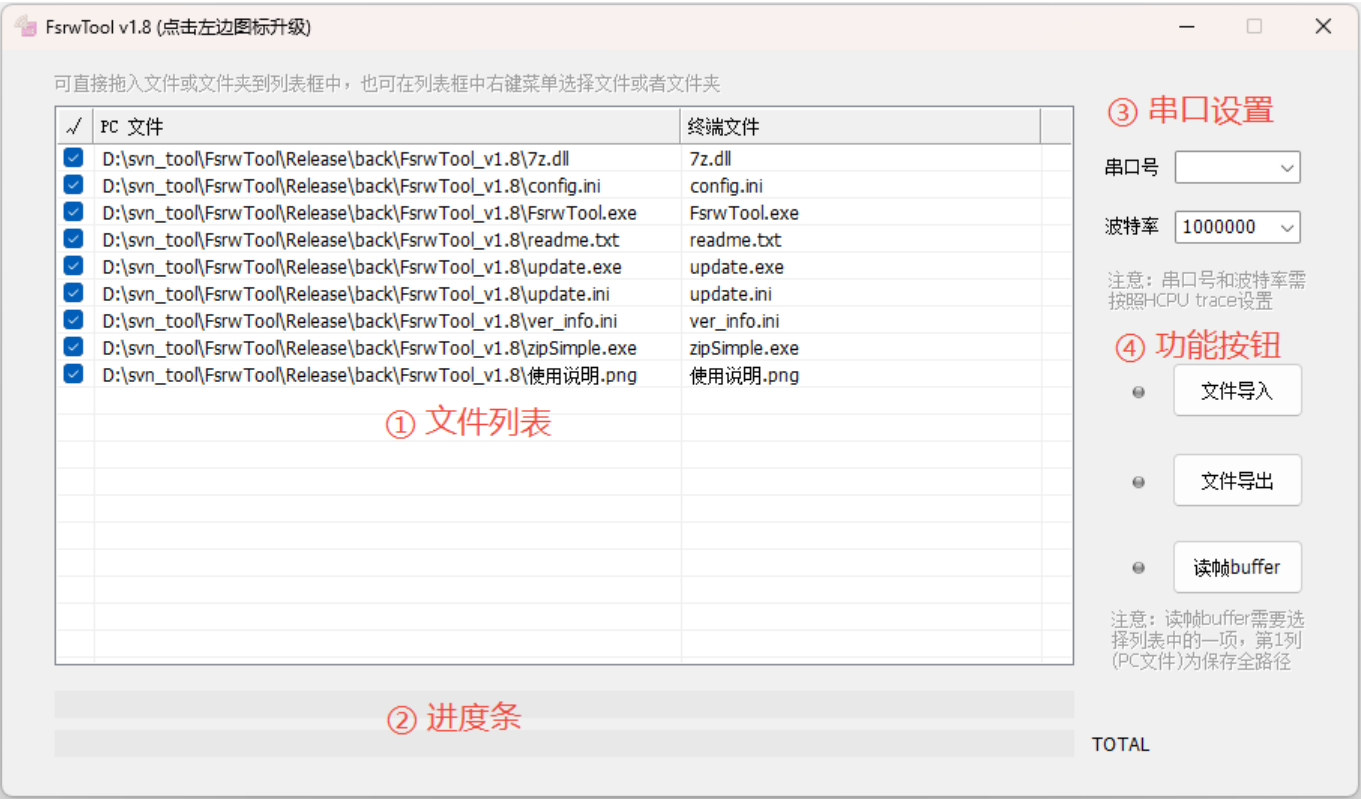 FsrwTool v1.8 (点击左边图标升级)
可直接拖入文件或文件夹到列表框中，也可在列表框中右键菜单选择文件或者文件夹
√ PC 文件 终端文件
D:\svn_tool\FsrwTool\Release\back\FsrwTool_v1.8\7z.dll 7z.dll
D:\svn_tool\FsrwTool\Release\back\FsrwTool_v1.8\config.ini config.ini
D:\svn_tool\FsrwTool\Release\back\FsrwTool_v1.8\FsrwTool.exe FsrwTool.exe
D:\svn_tool\FsrwTool\Release\back\FsrwTool_v1.8\readme.txt readme.txt
D:\svn_tool\FsrwTool\Release\back\FsrwTool_v1.8\update.exe update.exe
D:\svn_tool\FsrwTool\Release\back\FsrwTool_v1.8\update.ini update.ini
D:\svn_tool\FsrwTool\Release\back\FsrwTool_v1.8\ver_info.ini ver_info.ini
D:\svn_tool\FsrwTool\Release\back\FsrwTool_v1.8\zipSimple.exe zipSimple.exe
D:\svn_tool\FsrwTool\Release\back\FsrwTool_v1.8\使用说明.png 使用说明.png
① 文件列表
② 进度条
TOTAL
③ 串口设置
串口号
波特率 1000000
注意：串口号和波特率需
按照HCPU trace设置
④ 功能按钮
文件导入
文件导出
读帧buffer
注意：读帧buffer需要选
择列表中的一项，第1列
(PC文件)为保存全路径